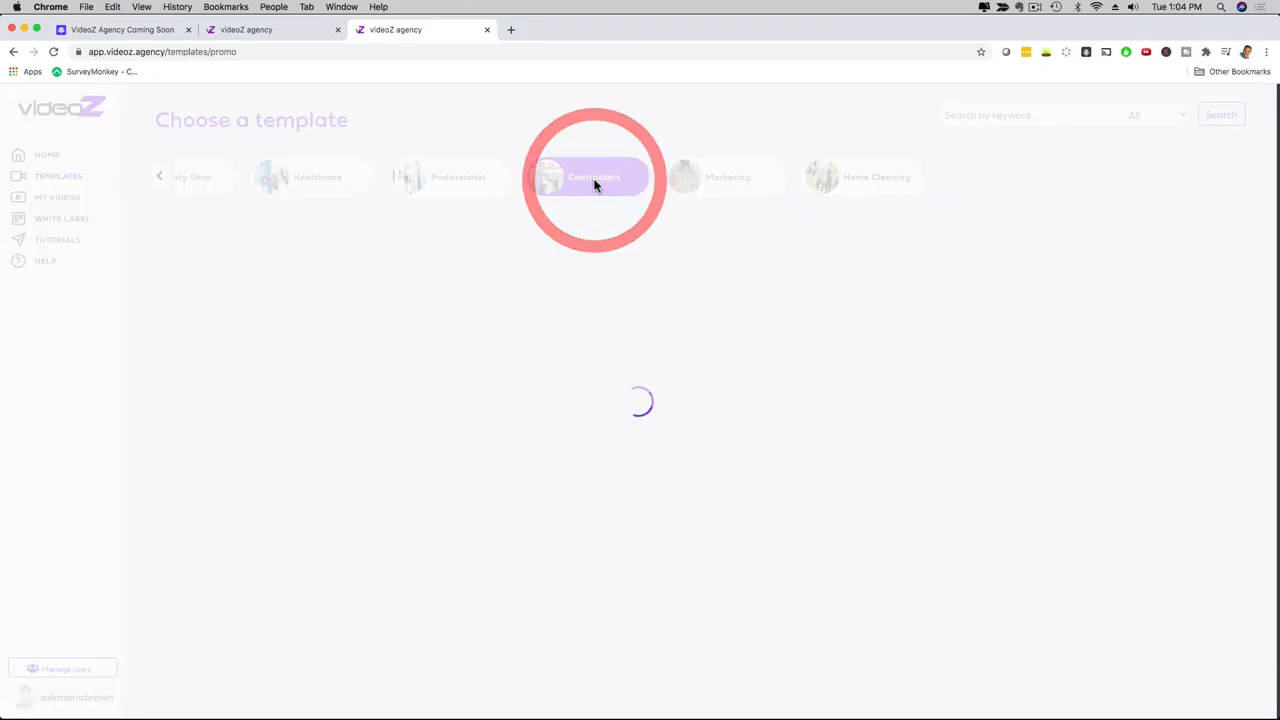 Chrome File Edit View History Bookmarks People Tab Window Help Tue 1:04 PM
VideoZ Agency Coming Soon videoZ agency videoZ agency
app.videoz.agency/templates/promo
Apps SurveyMonkey - C... Other Bookmarks
videoZ
Choose a template
Search by keyword All Search
uty Shop Healthcare Professional Contractors Marketing Home Cleaning
HOME
TEMPLATES
MY VIDEOS
WHITE LABEL
TUTORIALS
HELP
Manage users
askmariobrown